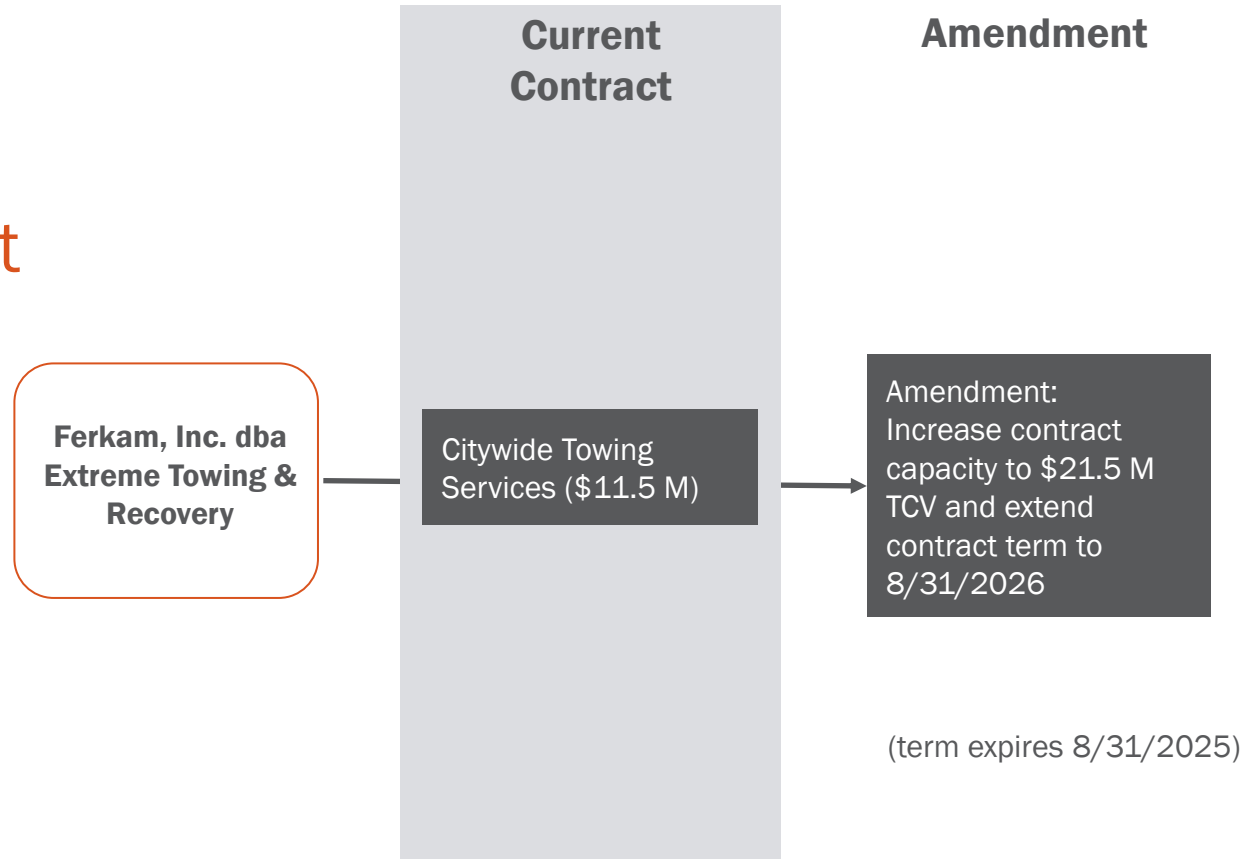 Current
Contract
Amendment
t
Ferkam, Inc. dba
Extreme Towing &
Recovery
Citywide Towing
Services ($11.5 M)
Amendment:
Increase contract
capacity to $21.5 M
TCV and extend
contract term to
8/31/2026
(term expires 8/31/2025)